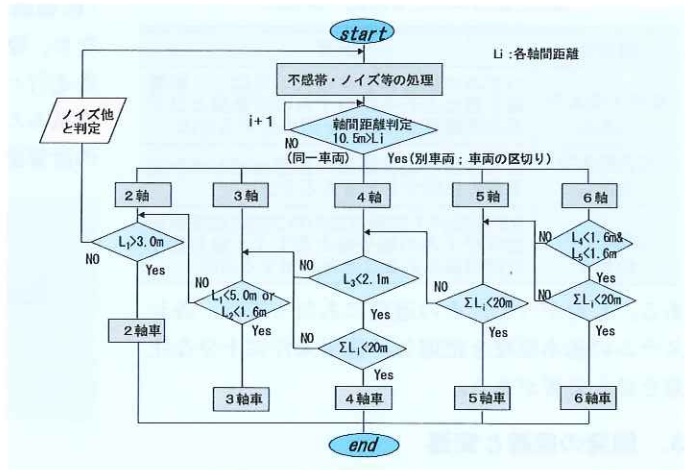 start
Li :各軸間距離
不感帯・ノイズ等の処理
ノイズ他
と判定
i+1
軸間距離判定
10.5m>Li
NO
(同一車両)
Yes(別車両；車両の区切り)
2軸
3軸
4軸
5軸
6軸
L₁>3.0m
NO
Yes
NO
L₁<5.0m or
L₂<1.6m
Yes
NO
L₃<2.1m
Yes
NO
ΣLᵢ<20m
Yes
NO
ΣLᵢ<20m
Yes
NO
L₄<1.6m&
L₅<1.6m
Yes
NO
ΣLᵢ<20m
Yes
2軸車
3軸車
4軸車
5軸車
6軸車
end